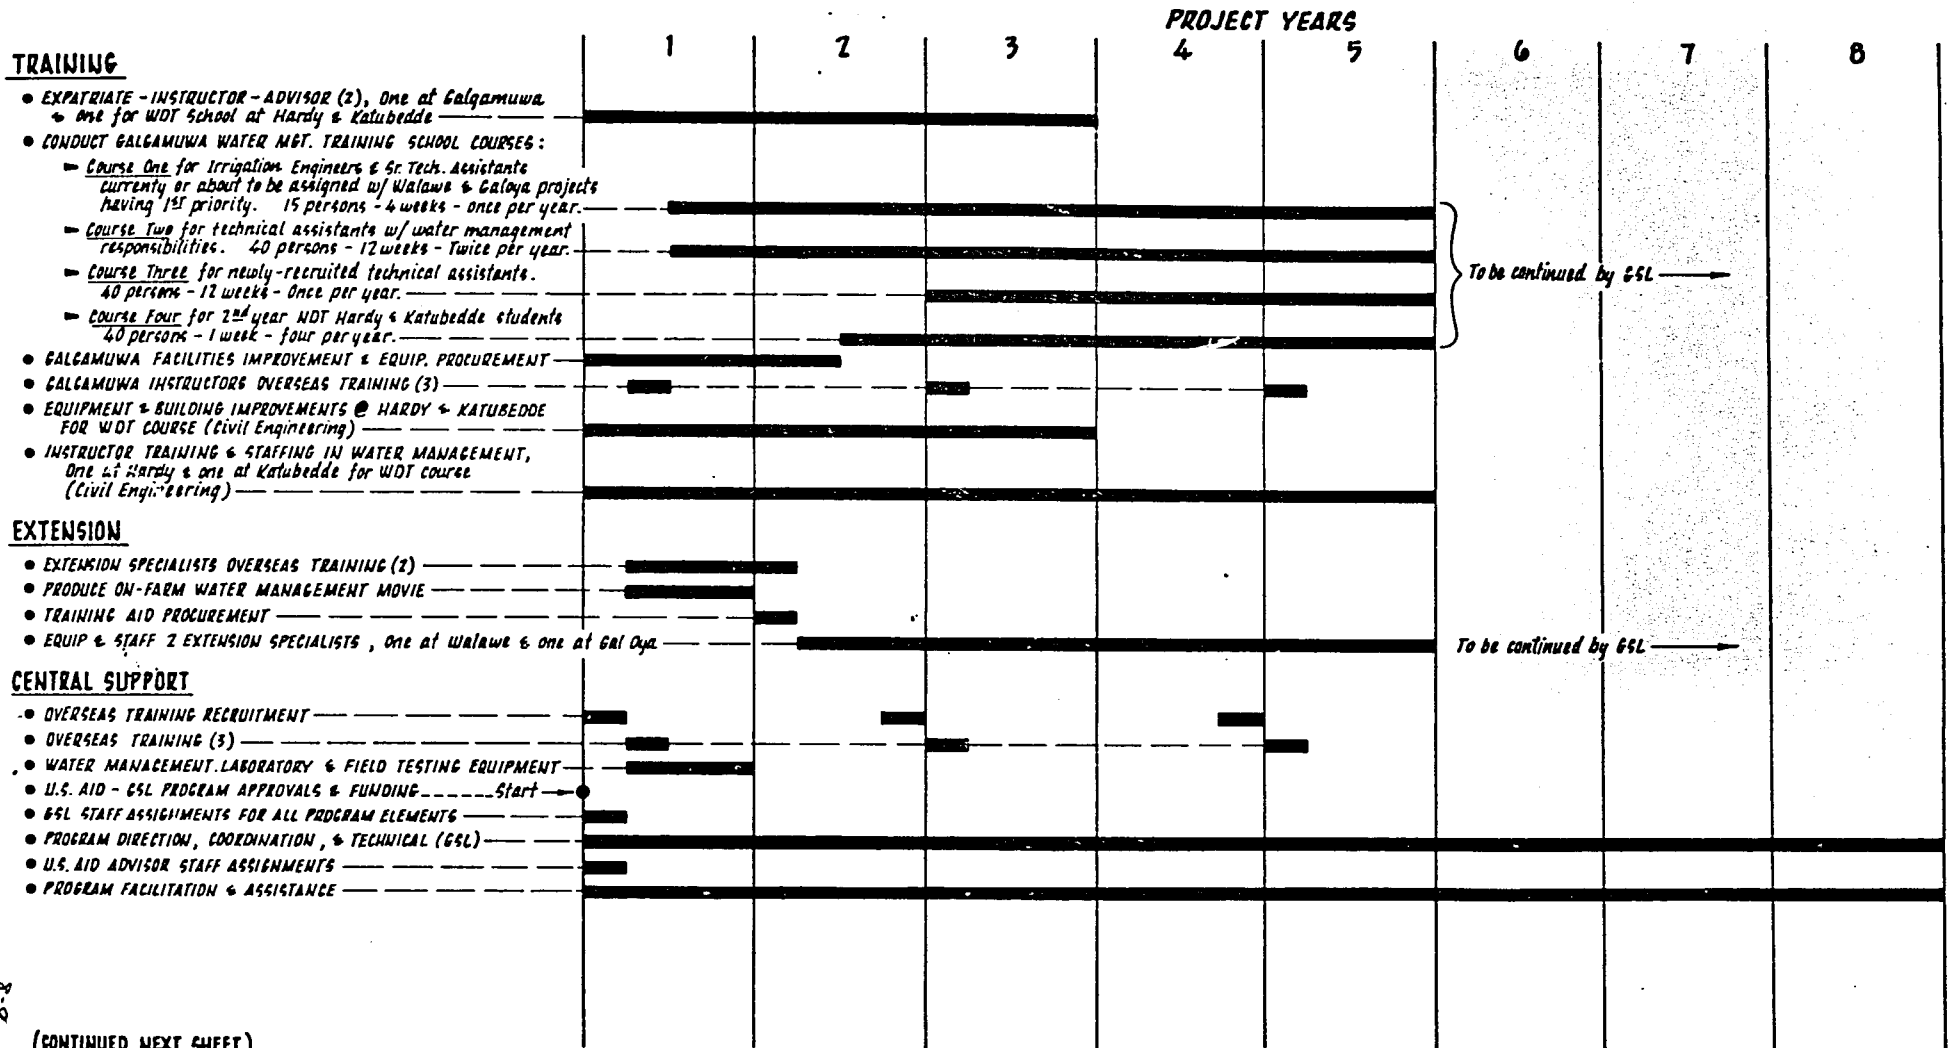 PROJECT YEARS
1 2 3 4 5 6 7 8
TRAINING
• EXPATRIATE - INSTRUCTOR - ADVISOR (2), One at Galgamuwa
& one for WDT School at Hardy & Katubedde
• CONDUCT GALGAMUWA WATER MGT. TRAINING SCHOOL COURSES:
Course One for Irrigation Engineers & Sr. Tech. Assistants
currenty or about to be assigned w/ Walawe & Galoya projects
having 1st priority. 15 persons - 4 weeks - once per year.
Course Two for technical assistants w/ water management
responsibilities. 40 persons - 12 weeks - Twice per year.
Course Three for newly-recruited technical assistants.
40 persons - 12 weeks - Once per year.
To be continued by GSL
Course Four for 2nd year NDT Hardy & Katubedde students
40 persons - 1 week - four per year.
• GALGAMUWA FACILITIES IMPROVEMENT & EQUIP. PROCUREMENT
• GALGAMUWA INSTRUCTORS OVERSEAS TRAINING (3)
• EQUIPMENT & BUILDING IMPROVEMENTS @ HARDY & KATUBEDDE
FOR WDT COURSE (Civil Engineering)
• INSTRUCTOR TRAINING & STAFFING IN WATER MANAGEMENT,
One at Hardy & one at Katubedde for WDT course
(Civil Engineering)
EXTENSION
• EXTENSION SPECIALISTS OVERSEAS TRAINING (2)
• PRODUCE ON-FARM WATER MANAGEMENT MOVIE
• TRAINING AID PROCUREMENT
• EQUIP & STAFF 2 EXTENSION SPECIALISTS, One at Walawe & one at Gal Oya
To be continued by GSL
CENTRAL SUPPORT
• OVERSEAS TRAINING RECRUITMENT
• OVERSEAS TRAINING (3)
• WATER MANAGEMENT LABORATORY & FIELD TESTING EQUIPMENT
• U.S. AID - GSL PROGRAM APPROVALS & FUNDING______Start
• GSL STAFF ASSIGNMENTS FOR ALL PROGRAM ELEMENTS
• PROGRAM DIRECTION, COORDINATION, & TECHNICAL (GSL)
• U.S. AID ADVISOR STAFF ASSIGNMENTS
• PROGRAM FACILITATION & ASSISTANCE
(CONTINUED NEXT SHEET)